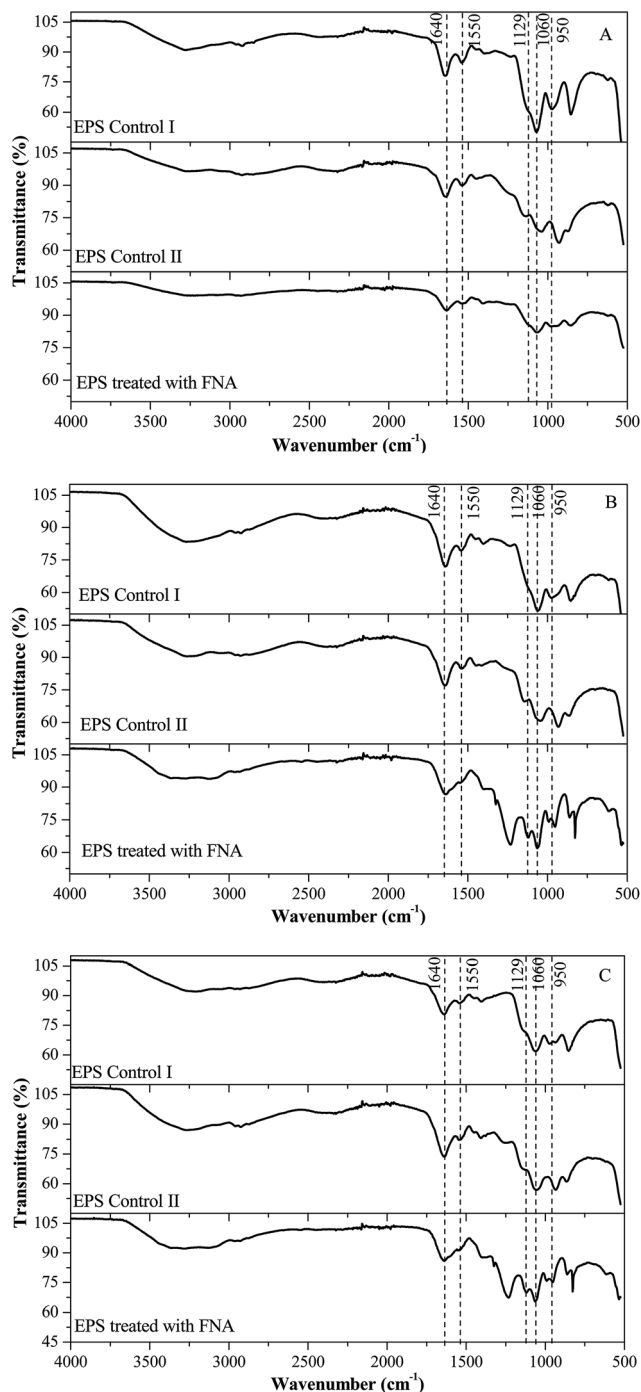 1640 1550 1129 1060 950 A
105
90
75
60
EPS Control I
105
90
75
60
EPS Control II
105
90
75
60
EPS treated with FNA
Transmittance (%)
4000 3500 3000 2500 2000 1500 1000 500
Wavenumber (cm-1)
1640 1550 1129 1060 950 B
105
90
75
60
EPS Control I
105
90
75
60
EPS Control II
105
90
75
60
EPS treated with FNA
Transmittance (%)
4000 3500 3000 2500 2000 1500 1000 500
Wavenumber (cm-1)
1640 1550 1129 1060 950 C
105
90
75
60
EPS Control I
105
90
75
60
EPS Control II
105
90
75
60
45
EPS treated with FNA
Transmittance (%)
4000 3500 3000 2500 2000 1500 1000 500
Wavenumber (cm-1)